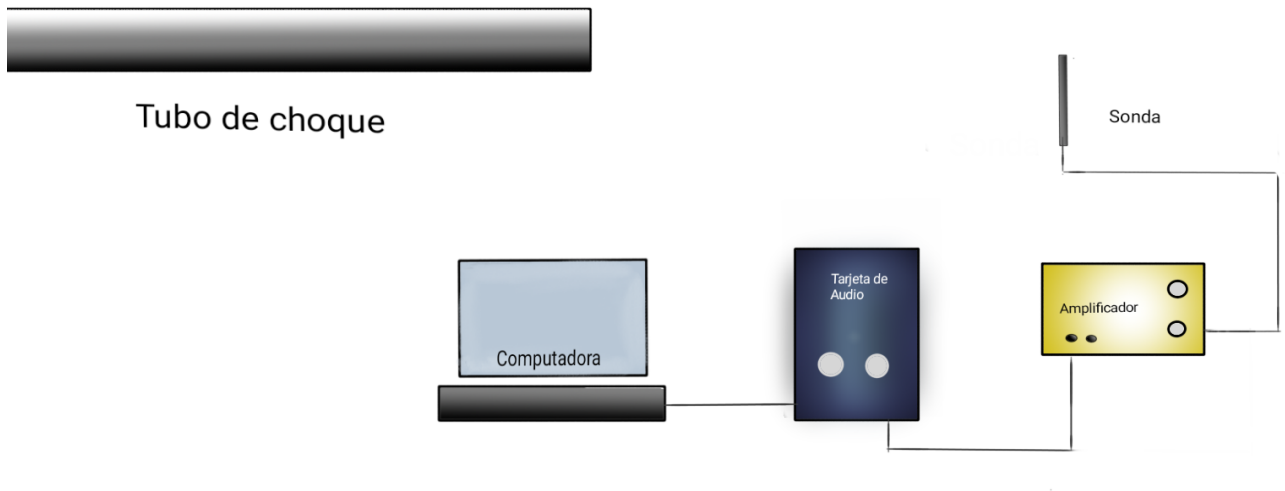 Tubo de choque
Sonda
Tarjeta de
Audio
Amplificador
Computadora